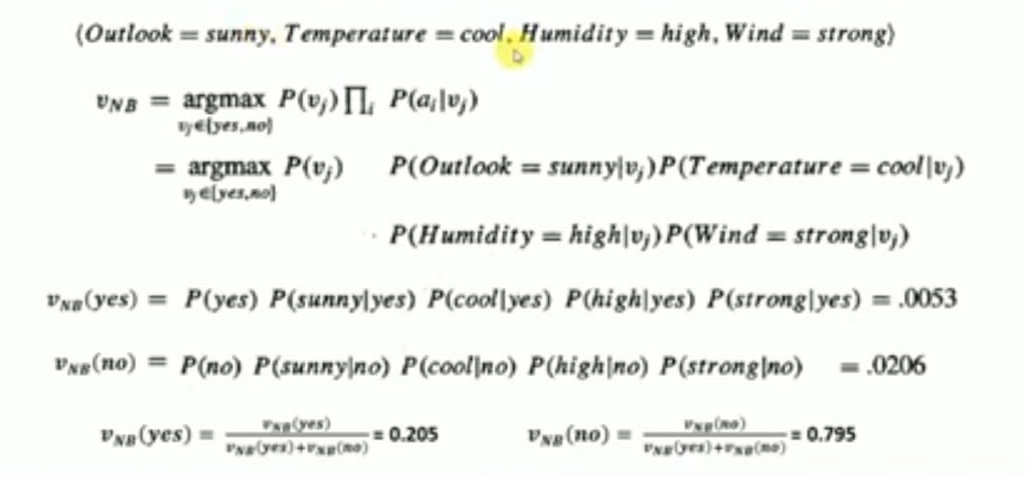 ⟨Outlook = sunny, Temperature = cool, Humidity = high, Wind = strong⟩
v_NB = argmax_{v_j∈{yes,no}} P(v_j) ∏_i P(a_i|v_j)
= argmax_{v_j∈{yes,no}} P(v_j) P(Outlook = sunny|v_j)P(Temperature = cool|v_j)
· P(Humidity = high|v_j)P(Wind = strong|v_j)
v_NB(yes) = P(yes) P(sunny|yes) P(cool|yes) P(high|yes) P(strong|yes) = .0053
v_NB(no) = P(no) P(sunny|no) P(cool|no) P(high|no) P(strong|no) = .0206
v_NB(yes) = v_NB(yes) / (v_NB(yes)+v_NB(no)) = 0.205 v_NB(no) = v_NB(no) / (v_NB(yes)+v_NB(no)) = 0.795